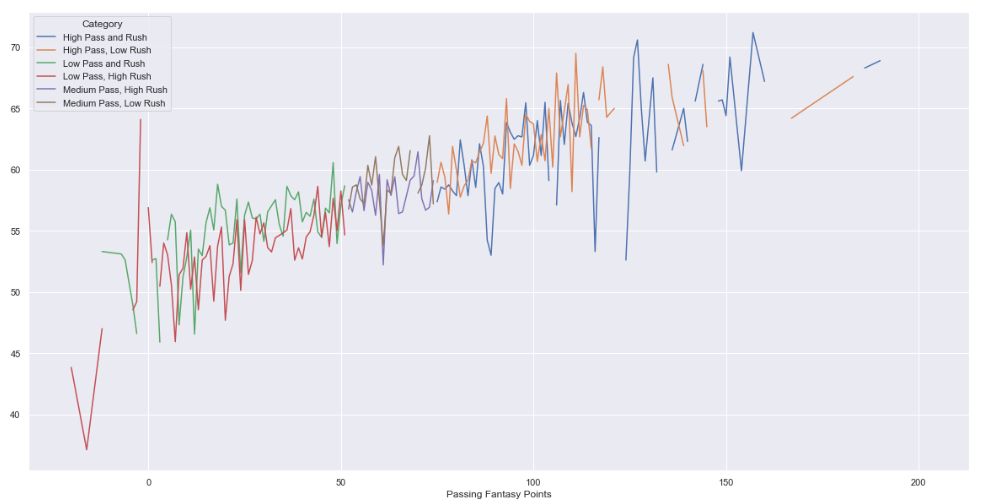 Category
High Pass and Rush
High Pass, Low Rush
Low Pass and Rush
Low Pass, High Rush
Medium Pass, High Rush
Medium Pass, Low Rush
70
65
60
55
50
45
40
0 50 100 150 200
Passing Fantasy Points